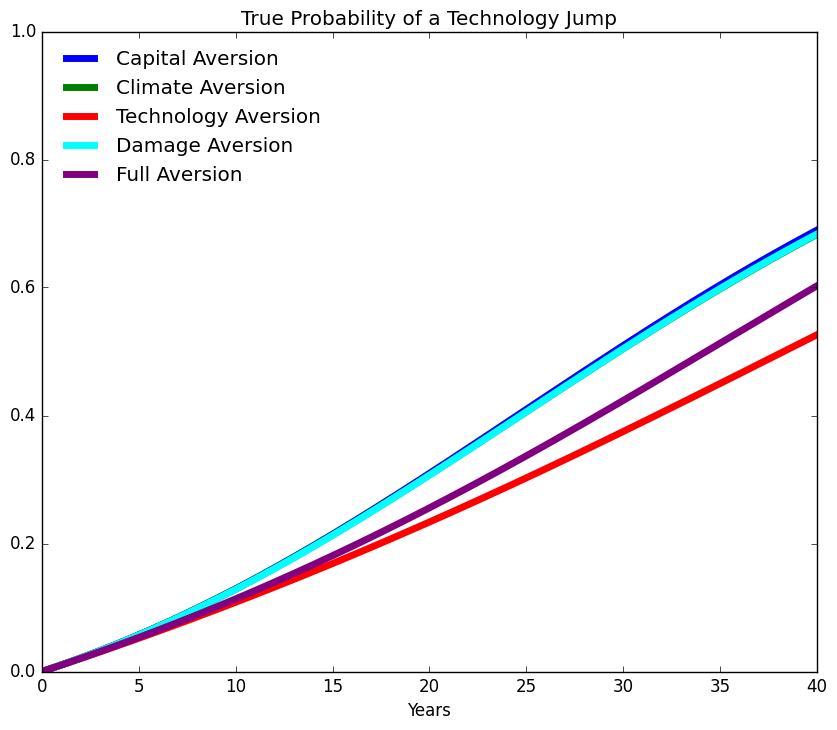 True Probability of a Technology Jump
1.0
Capital Aversion
Climate Aversion
Technology Aversion
Damage Aversion
Full Aversion
0.8
0.6
0.4
0.2
0.0
0 5 10 15 20 25 30 35 40
Years